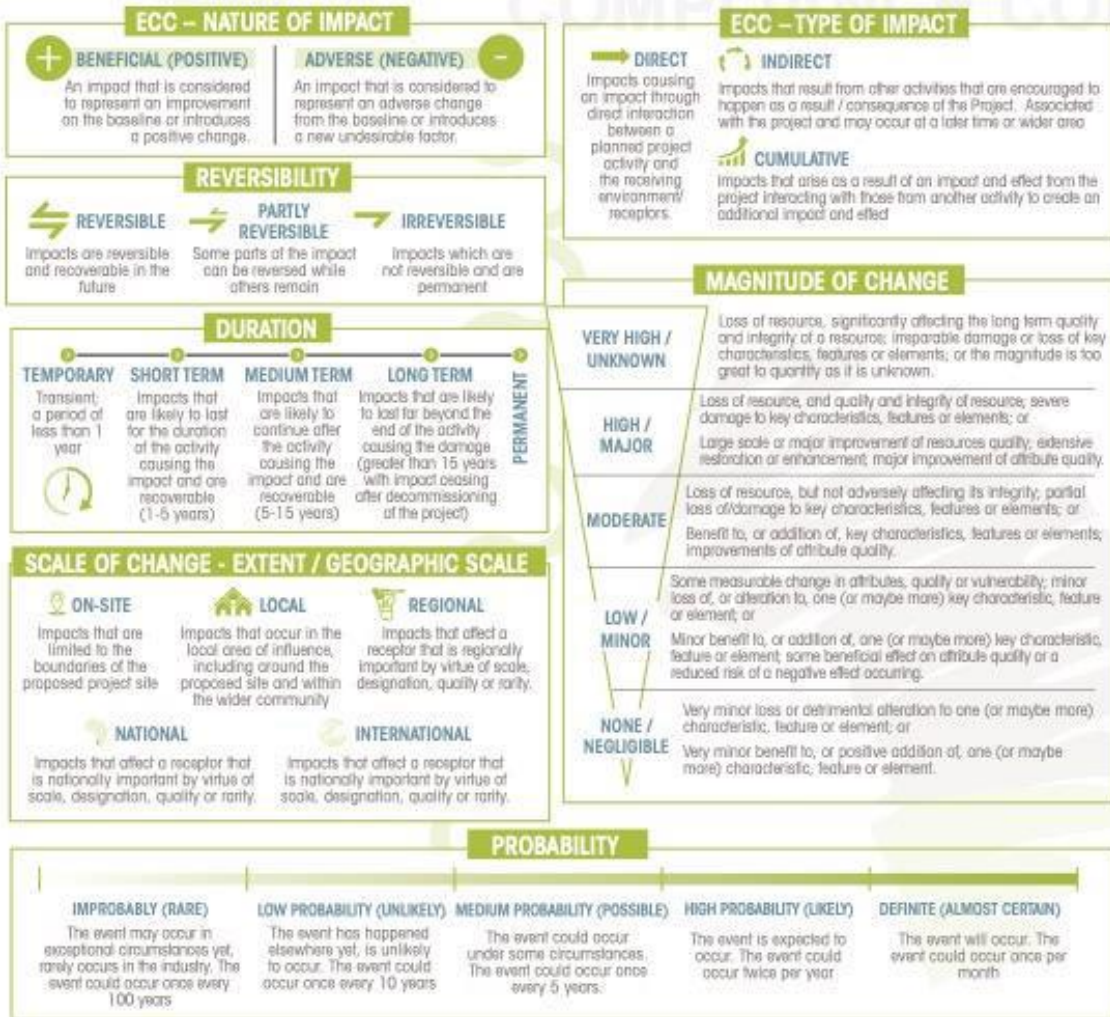 ECC – NATURE OF IMPACT
BENEFICIAL (POSITIVE)
An impact that is considered
to represent an improvement
on the baseline or introduces
a positive change.
ADVERSE (NEGATIVE)
An impact that is considered to
represent an adverse change
from the baseline or introduces
a new undesirable factor.
REVERSIBILITY
REVERSIBLE
Impacts are reversible
and recoverable in the
future
PARTLY
REVERSIBLE
Some parts of the impact
can be reversed while
others remain
IRREVERSIBLE
Impacts which are
not reversible and are
permanent
DURATION
TEMPORARY
Transient;
a period of
less than 1
year
SHORT TERM
Impacts that
are likely to last
for the duration
of the activity
causing the
impact and are
recoverable
(1-5 years)
MEDIUM TERM
Impacts that
are likely to
continue after
the activity
causing the
impact and are
recoverable
(5-15 years)
LONG TERM
Impacts that are likely
to last far beyond the
end of the activity
causing the damage
(greater than 15 years
with impact ceasing
after decommissioning
of the project)
PERMANENT
SCALE OF CHANGE - EXTENT / GEOGRAPHIC SCALE
ON-SITE
Impacts that are
limited to the
boundaries of the
proposed project site
LOCAL
Impacts that occur in the
local area of influence,
including around the
proposed site and within
the wider community
REGIONAL
Impacts that affect a
receptor that is regionally
important by virtue of scale,
designation, quality or rarity.
NATIONAL
Impacts that affect a receptor that
is nationally important by virtue of
scale, designation, quality or rarity.
INTERNATIONAL
Impacts that affect a receptor that
is nationally important by virtue of
scale, designation, quality or rarity.
ECC – TYPE OF IMPACT
DIRECT
Impacts causing
an impact through
direct interaction
between a
planned project
activity and
the receiving
environment/
receptors.
INDIRECT
Impacts that result from other activities that are encouraged to
happen as a result / consequence of the Project. Associated
with the project and may occur at a later time or wider area
CUMULATIVE
Impacts that arise as a result of an impact and effect from the
project interacting with those from another activity to create an
additional impact and effect
MAGNITUDE OF CHANGE
VERY HIGH /
UNKNOWN
Loss of resource, significantly affecting the long term quality
and integrity of a resource; irreparable damage or loss of key
characteristics, features or elements; or the magnitude is too
great to quantify as it is unknown.
HIGH /
MAJOR
Loss of resource, and quality and integrity of resource; severe
damage to key characteristics, features or elements; or
Large scale or major improvement of resources quality; extensive
restoration or enhancement; major improvement of attribute quality.
MODERATE
Loss of resource, but not adversely affecting its integrity; partial
loss of/damage to key characteristics, features or elements; or
Benefit to, or addition of, key characteristics, features or elements;
improvements of attribute quality.
LOW /
MINOR
Some measurable change in attributes, quality or vulnerability; minor
loss of, or alteration to, one (or maybe more) key characteristic, feature
or element; or
Minor benefit to, or addition of, one (or maybe more) key characteristic,
feature or element; some beneficial effect on attribute quality or a
reduced risk of a negative effect occurring.
NONE /
NEGLIGIBLE
Very minor loss or detrimental alteration to one (or maybe more)
characteristic, feature or element; or
Very minor benefit to, or positive addition of, one (or maybe
more) characteristic, feature or element.
PROBABILITY
IMPROBABLY (RARE)
The event may occur in
exceptional circumstances yet,
rarely occurs in the industry. The
event could occur once every
100 years
LOW PROBABILITY (UNLIKELY)
The event has happened
elsewhere yet, is unlikely
to occur. The event could
occur once every 10 years
MEDIUM PROBABILITY (POSSIBLE)
The event could occur
under some circumstances.
The event could occur once
every 5 years.
HIGH PROBABILITY (LIKELY)
The event is expected to
occur. The event could
occur twice per year
DEFINITE (ALMOST CERTAIN)
The event will occur. The
event could occur once per
month